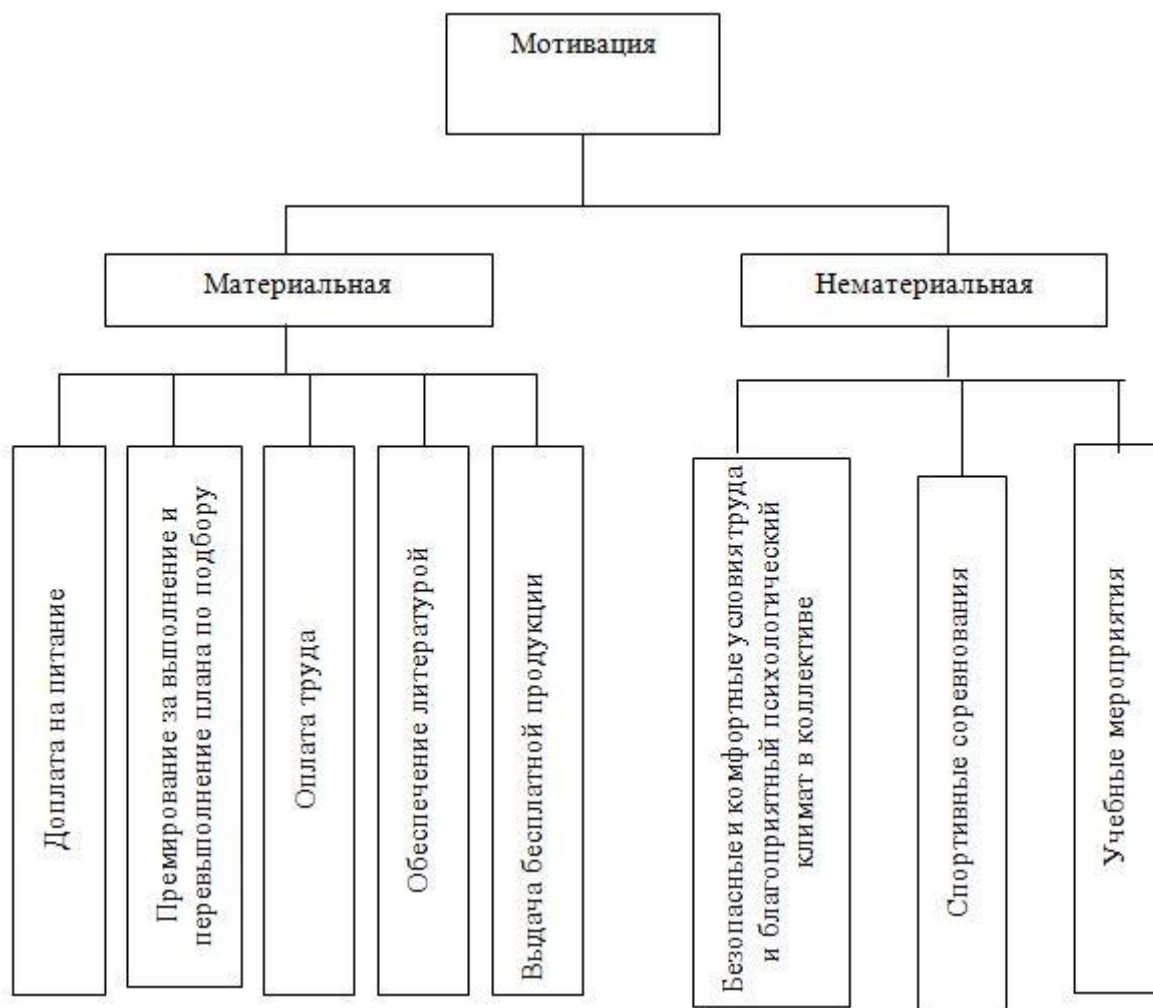 Мотивация
Материальная
Нематериальная
Доплата на питание
Премирование за выполнение и
перевыполнение плана по подбору
Оплата труда
Обеспечение литературой
Выдача бесплатной продукции
Безопасные и комфортные условия труда
и благоприятный психологический
климат в коллективе
Спортивные соревнования
Учебные мероприятия